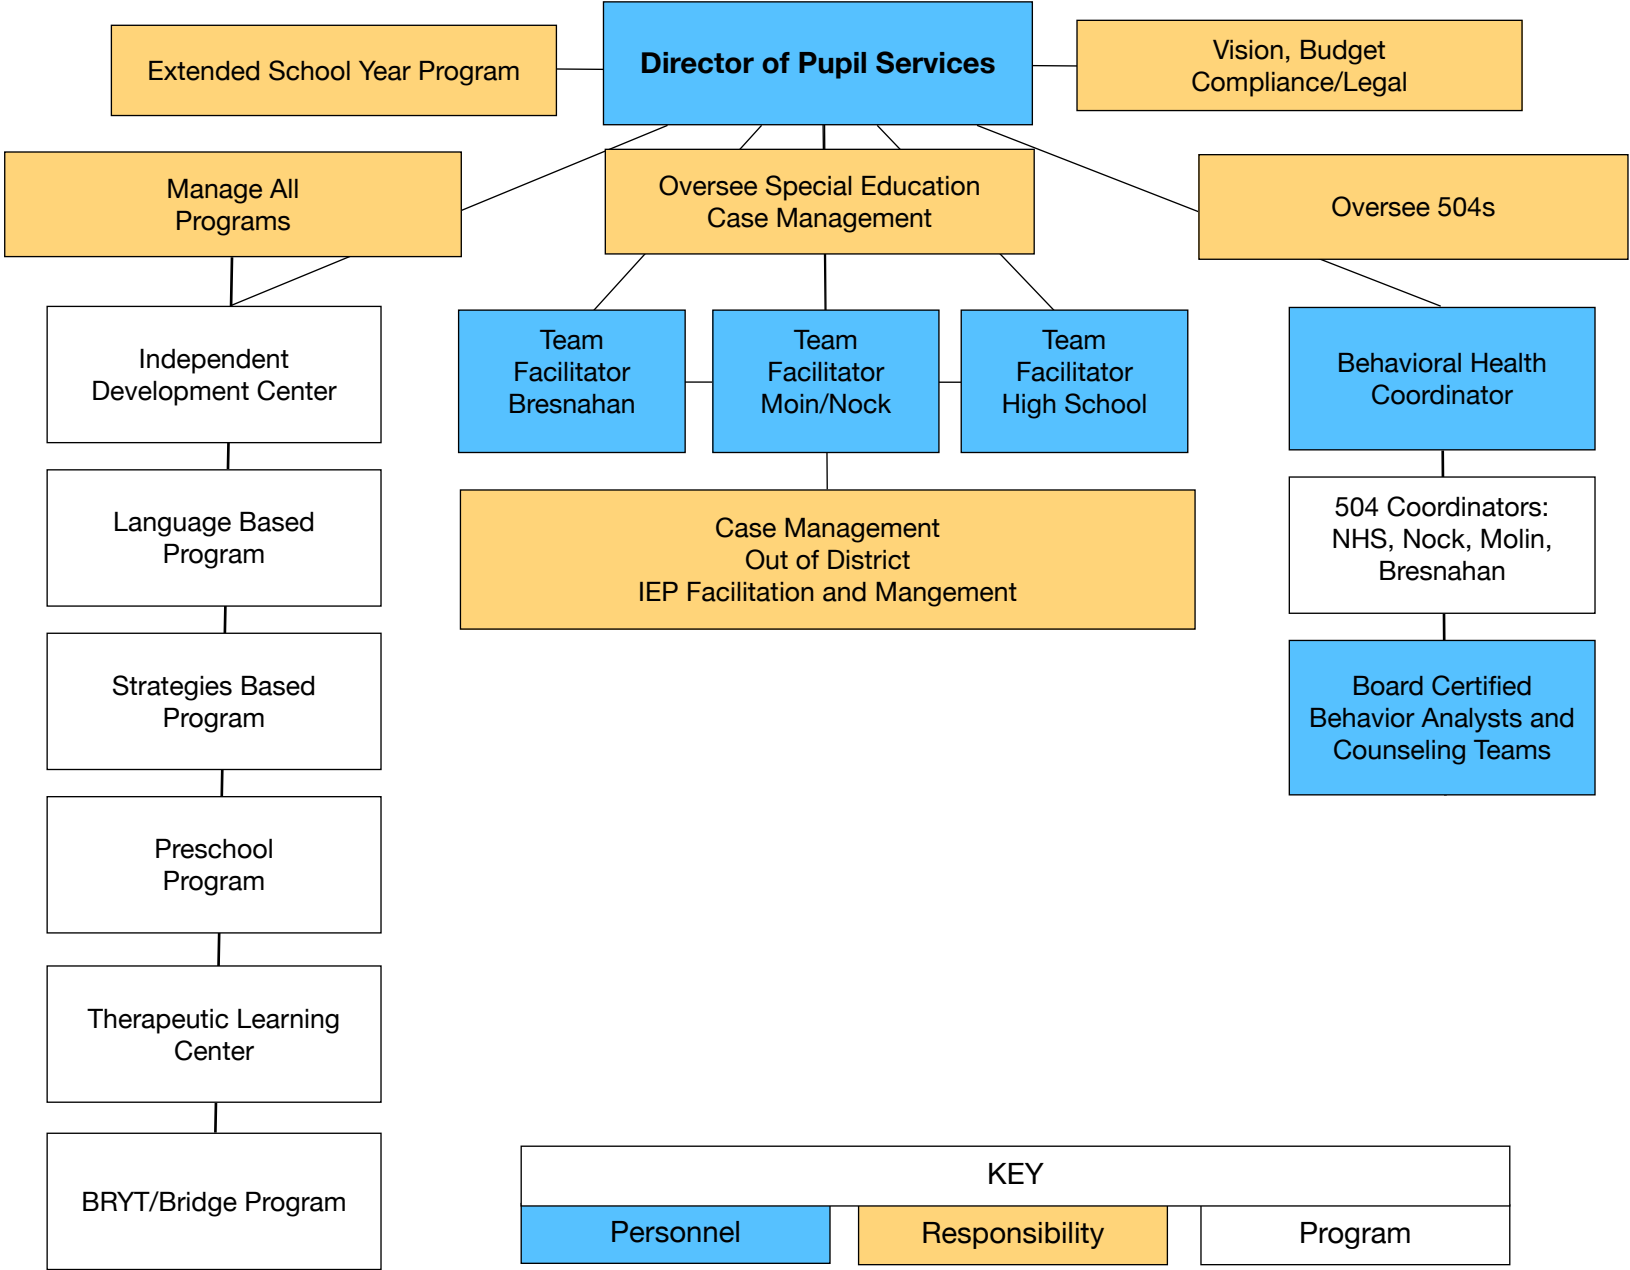 Director of Pupil Services
Extended School Year Program
Vision, Budget
Compliance/Legal
Manage All
Programs
Oversee Special Education
Case Management
Oversee 504s
Independent
Development Center
Team
Facilitator
Bresnahan
Team
Facilitator
Moin/Nock
Team
Facilitator
High School
Behavioral Health
Coordinator
Language Based
Program
Case Management
Out of District
IEP Facilitation and Mangement
504 Coordinators:
NHS, Nock, Molin,
Bresnahan
Strategies Based
Program
Board Certified
Behavior Analysts and
Counseling Teams
Preschool
Program
Therapeutic Learning
Center
BRYT/Bridge Program
KEY
Personnel
Responsibility
Program